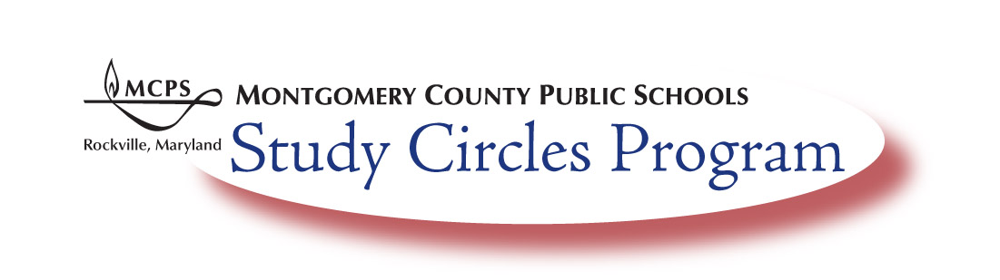 MCPS
Rockville, Maryland
MONTGOMERY COUNTY PUBLIC SCHOOLS
Study Circles Program